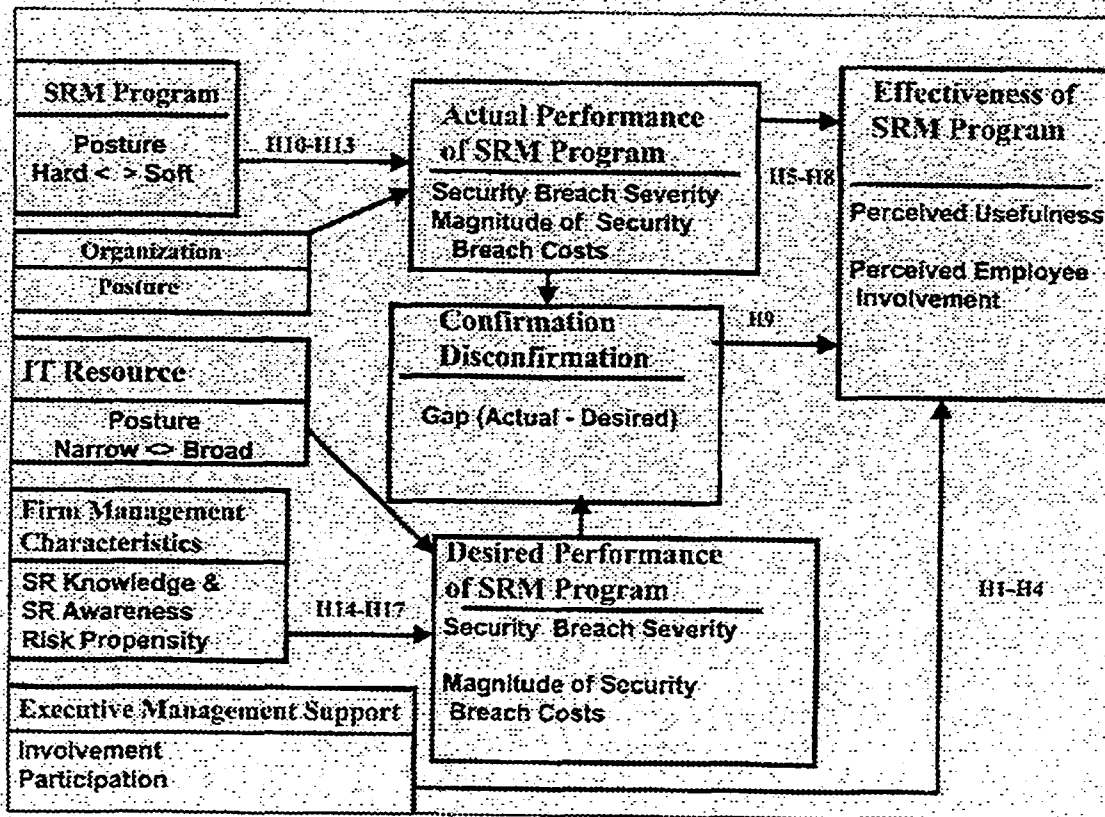 SRM Program
Posture
Hard < > Soft
H10-H13
Organization
Posture
IT Resource
Posture
Narrow <> Broad
Firm Management
Characteristics
SR Knowledge &
SR Awareness
Risk Propensity
H14-H17
Executive Management Support
Involvement
Participation
Actual Performance
of SRM Program
Security Breach Severity
Magnitude of Security
Breach Costs
H5-H8
Confirmation
Disconfirmation
Gap (Actual - Desired)
H9
Desired Performance
of SRM Program
Security Breach Severity
Magnitude of Security
Breach Costs
Effectiveness of
SRM Program
Perceived Usefulness
Perceived Employee
Involvement
H1-H4